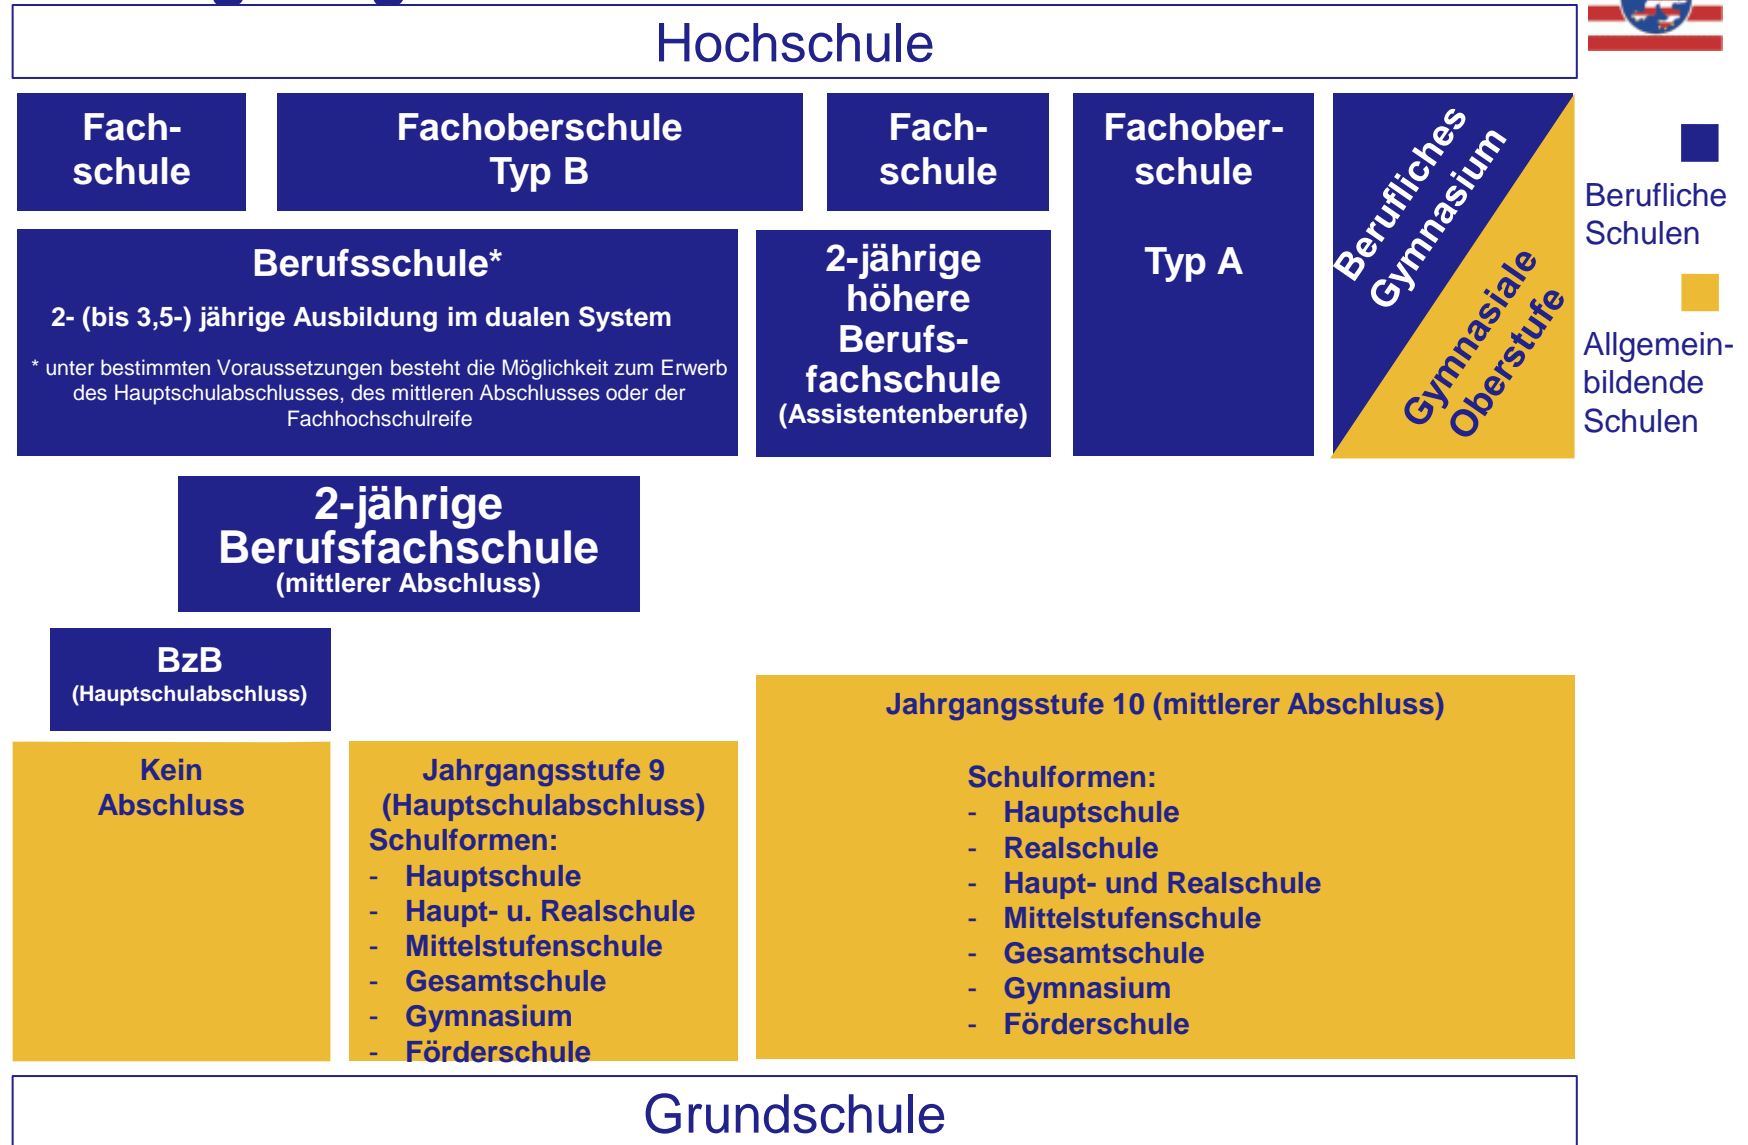 Hochschule
Fach-
schule
Fachoberschule
Typ B
Fach-
schule
Fachober-
schule
Typ A
Berufliches
Gymnasium
Gymnasiale
Oberstufe
Berufliche
Schulen
Allgemein-
bildende
Schulen
Berufsschule*
2- (bis 3,5-) jährige Ausbildung im dualen System
* unter bestimmten Voraussetzungen besteht die Möglichkeit zum Erwerb
des Hauptschulabschlusses, des mittleren Abschlusses oder der
Fachhochschulreife
2-jährige
höhere
Berufs-
fachschule
(Assistentenberufe)
2-jährige
Berufsfachschule
(mittlerer Abschluss)
BzB
(Hauptschulabschluss)
Kein
Abschluss
Jahrgangsstufe 9
(Hauptschulabschluss)
Schulformen:
- Hauptschule
- Haupt- u. Realschule
- Mittelstufenschule
- Gesamtschule
- Gymnasium
- Förderschule
Jahrgangsstufe 10 (mittlerer Abschluss)
Schulformen:
- Hauptschule
- Realschule
- Haupt- und Realschule
- Mittelstufenschule
- Gesamtschule
- Gymnasium
- Förderschule
Grundschule